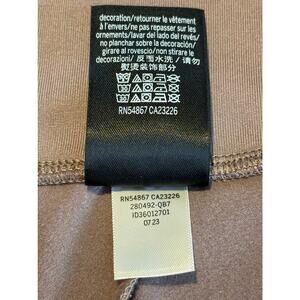 decoration/retourner le vêtement
à l'envers/ne pas repasser sur les
ornements/lavar del lado del revés/
no planchar sobre la decoración/
girare al rovescio/non stirare le
decorazioni/ 反面水洗 / 请勿
熨烫装饰部分
RN54867 CA23226
RN54867 CA23226
280492-QB7
ID36012701
0723